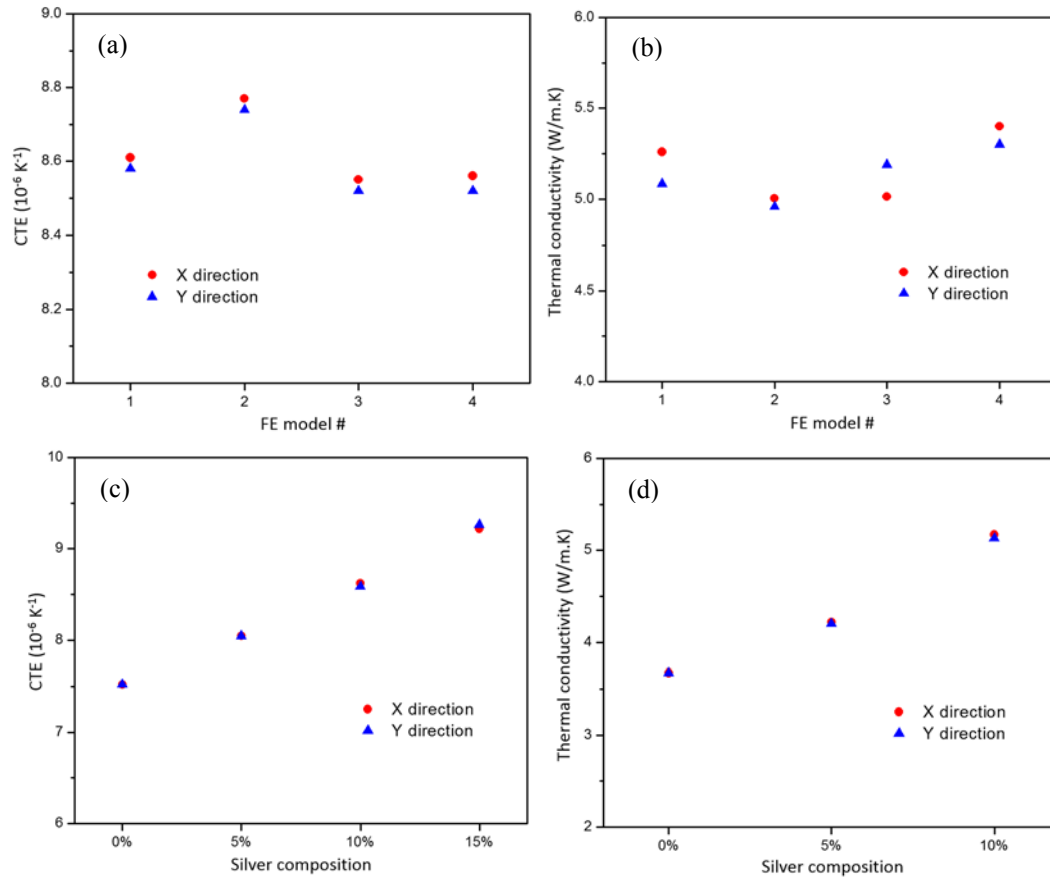 (a)
9.0
8.8
8.6
8.4
8.2
8.0
CTE (10⁻⁶ K⁻¹)
X direction
Y direction
1 2 3 4
FE model #
(b)
6.0
5.5
5.0
4.5
4.0
Thermal conductivity (W/m.K)
X direction
Y direction
1 2 3 4
FE model #
(c)
10
9
8
7
6
CTE (10⁻⁶ K⁻¹)
X direction
Y direction
0% 5% 10% 15%
Silver composition
(d)
6
5
4
3
2
Thermal conductivity (W/m.K)
X direction
Y direction
0% 5% 10%
Silver composition